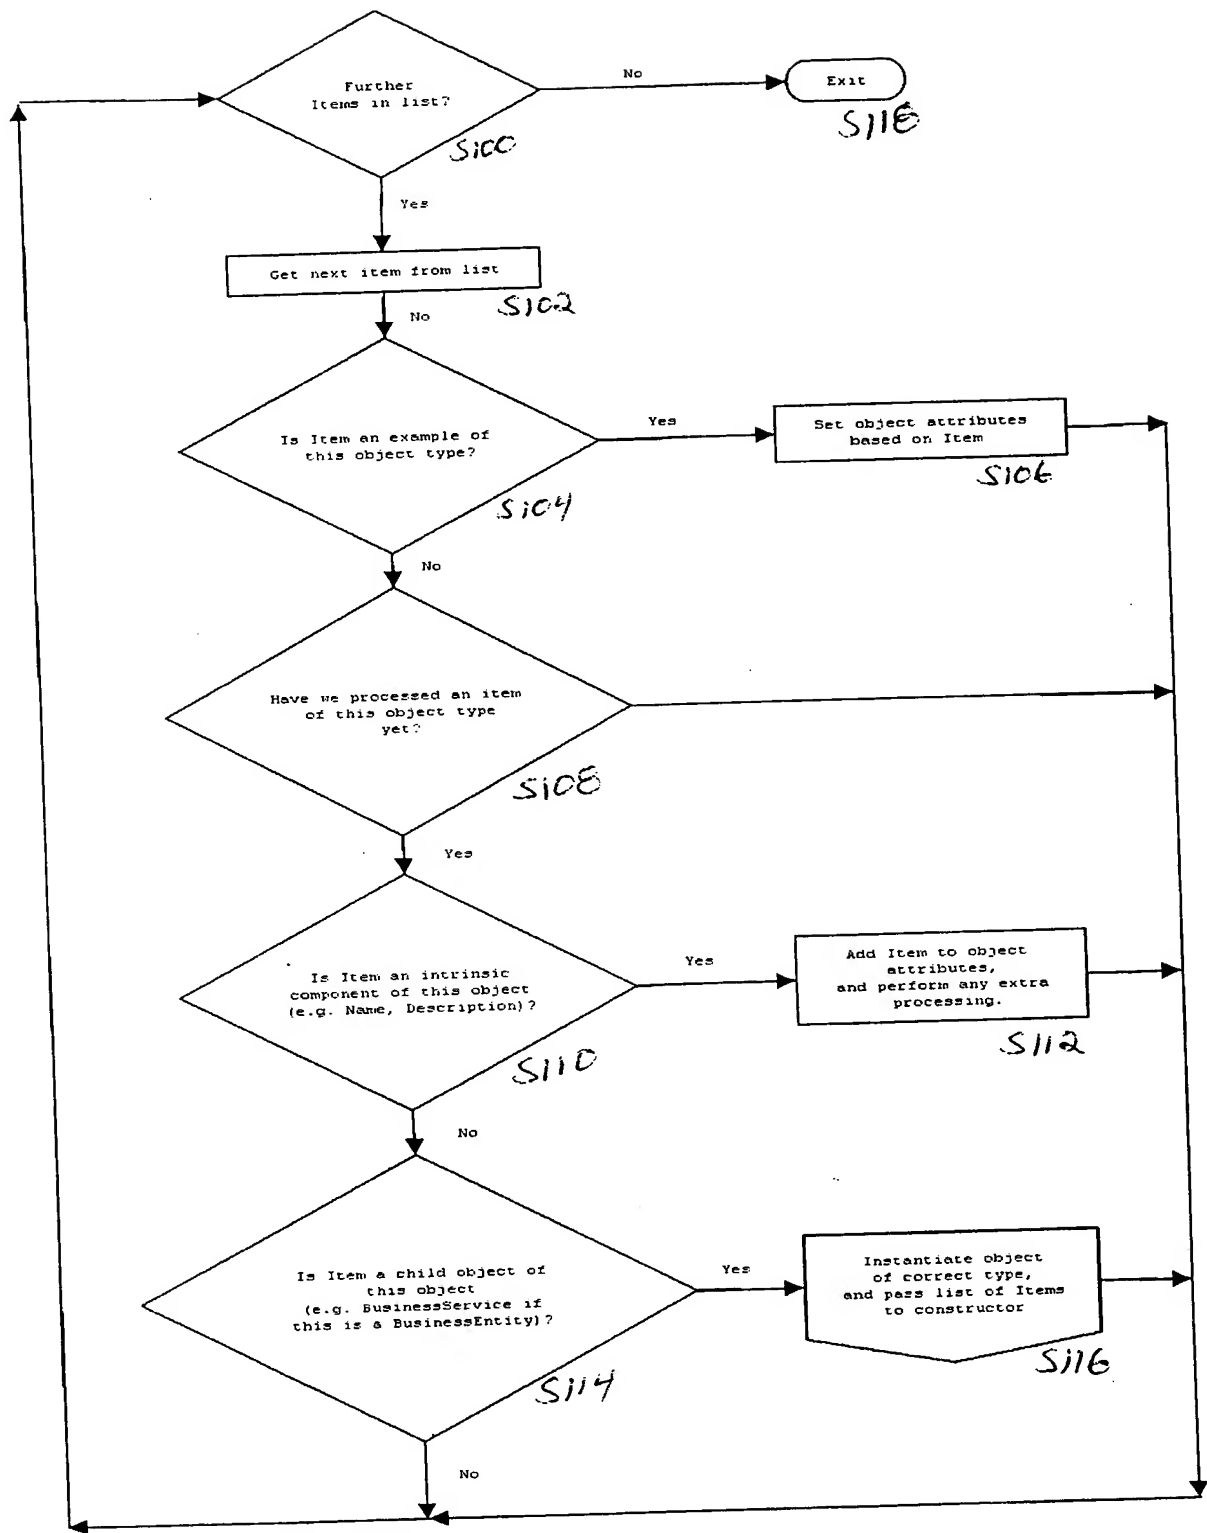 Further
Items in list?
No
Exit
S118
S100
Yes
Get next item from list
S102
No
Is Item an example of
this object type?
Yes
Set object attributes
based on Item
S106
S104
No
Have we processed an item
of this object type
yet?
S108
Yes
Is Item an intrinsic
component of this object
(e.g. Name, Description)?
Yes
Add Item to object
attributes,
and perform any extra
processing.
S112
S110
No
Is Item a child object of
this object
(e.g. BusinessService if
this is a BusinessEntity)?
Yes
Instantiate object
of correct type,
and pass list of Items
to constructor
S116
S114
No